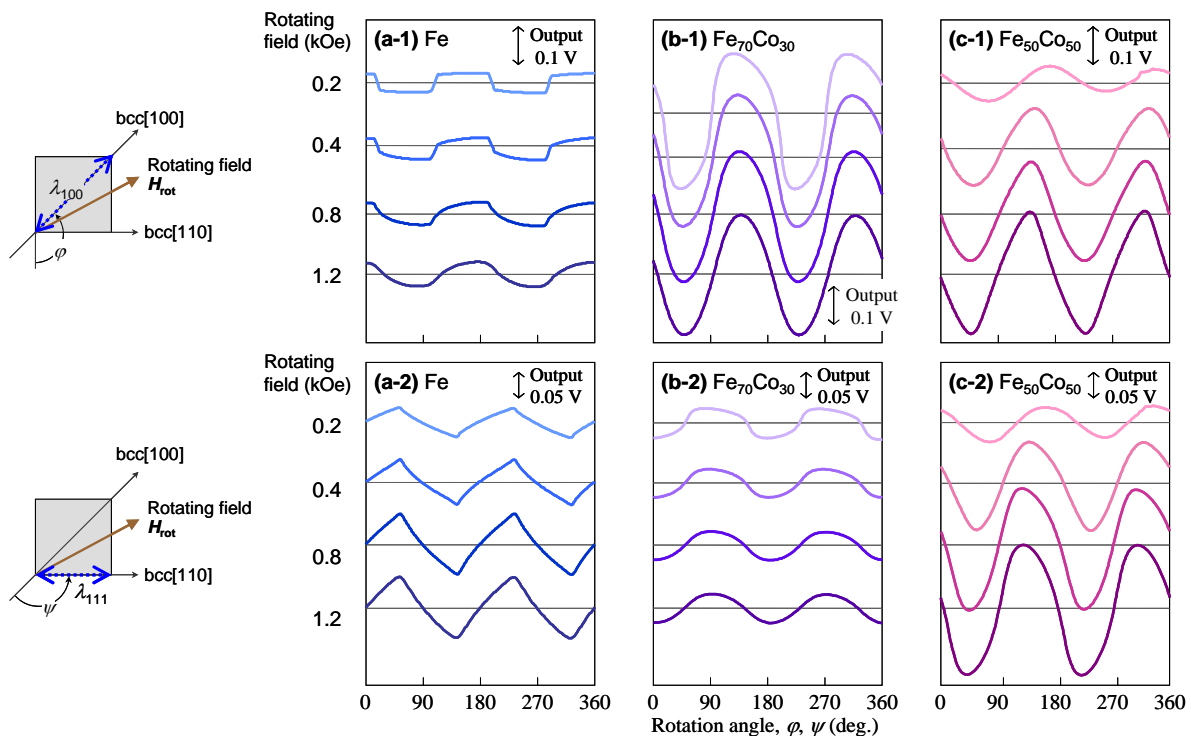 Rotating
field (kOe)
(a-1) Fe
Output
0.1 V
0.2
0.4
0.8
1.2
(b-1) Fe70Co30
Output
0.1 V
(c-1) Fe50Co50
Output
0.1 V
bcc[100]
Rotating field
Hrot
λ100
bcc[110]
φ
Rotating
field (kOe)
(a-2) Fe
Output
0.05 V
0.2
0.4
0.8
1.2
(b-2) Fe70Co30
Output
0.05 V
(c-2) Fe50Co50
Output
0.05 V
bcc[100]
Rotating field
Hrot
bcc[110]
λ111
ψ
0 90 180 270 360
0 90 180 270 360
0 90 180 270 360
Rotation angle, φ, ψ (deg.)